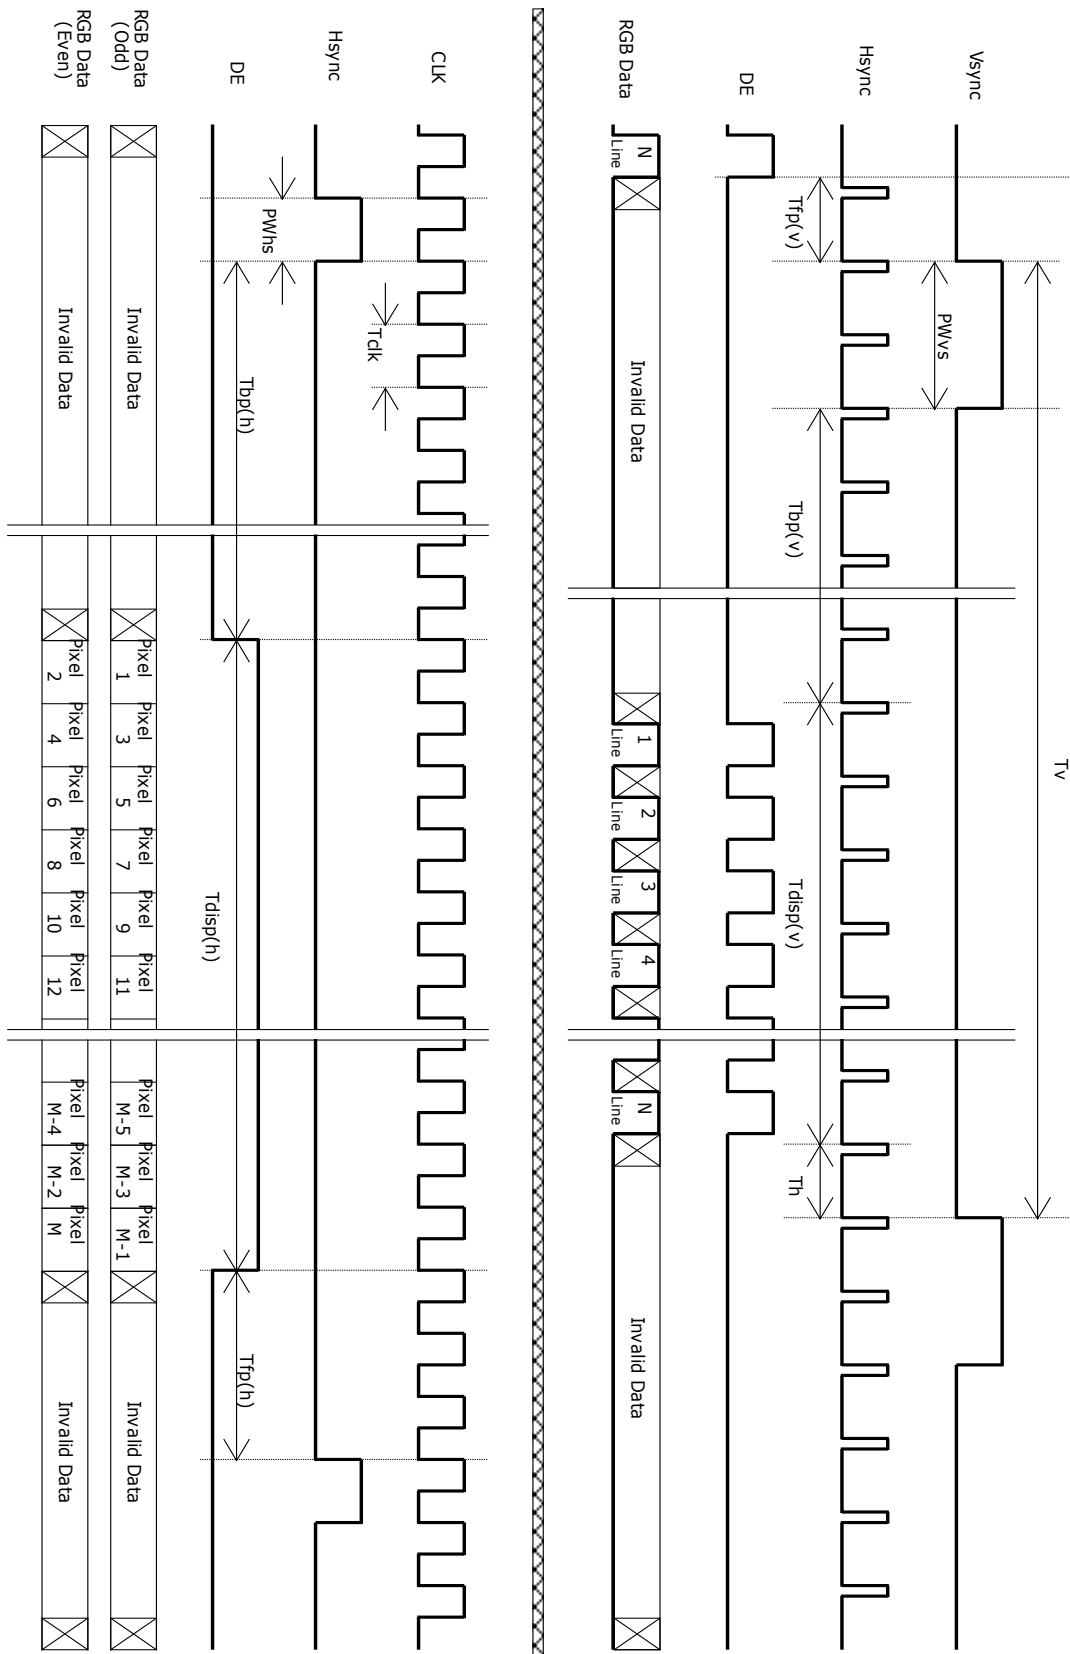 Tv
Vsync
PWvs
Hsync
Tfp(v)
Tbp(v)
Tdisp(v)
Th
DE
RGB Data
N
Line
Invalid Data
1
Line
2
Line
3
Line
4
Line
N
Line
Invalid Data
CLK
Tclk
Hsync
PWhs
DE
Tbp(h)
Tdisp(h)
Tfp(h)
RGB Data
(Odd)
Invalid Data
Pixel
1
Pixel
3
Pixel
5
Pixel
7
Pixel
9
Pixel
11
Pixel
M-5
Pixel
M-3
Pixel
M-1
Invalid Data
RGB Data
(Even)
Invalid Data
Pixel
2
Pixel
4
Pixel
6
Pixel
8
Pixel
10
Pixel
12
Pixel
M-4
Pixel
M-2
Pixel
M
Invalid Data